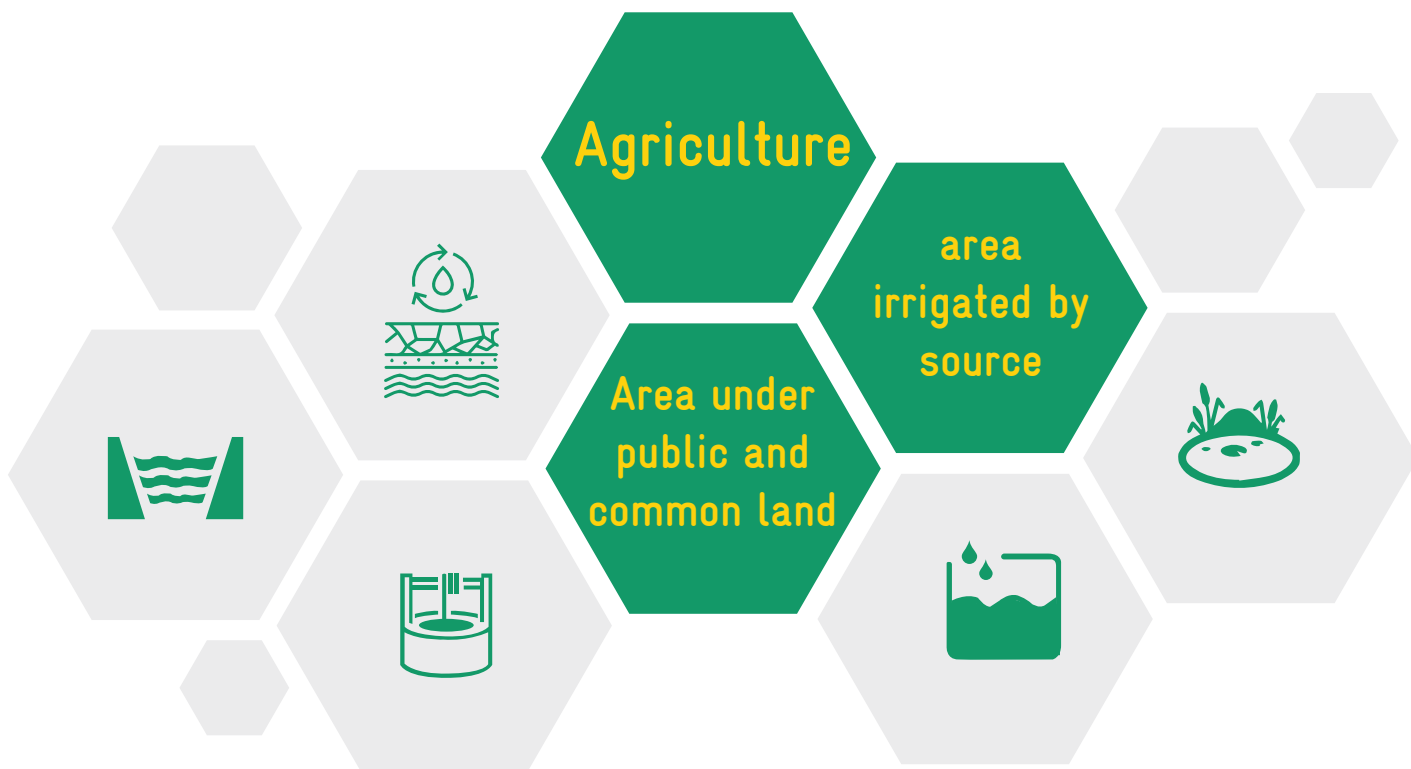 Agriculture
area
irrigated by
source
Area under
public and
common land